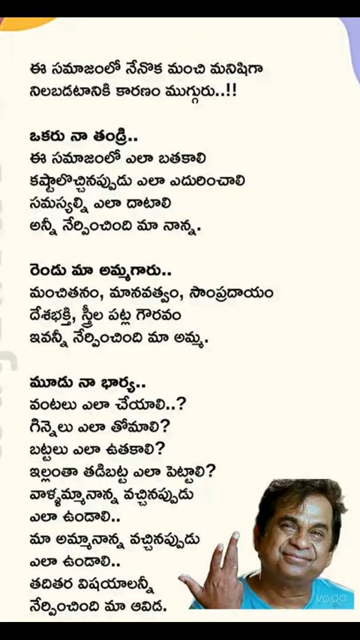 ఈ సమాజంలో నేనొక మంచి మనిషిగా
నిలబడటానికి కారణం ముగ్గురు..!!
ఒకరు నా తండ్రి..
ఈ సమాజంలో ఎలా బతకాలి
కష్టాలొచ్చినప్పుడు ఎలా ఎదురించాలి
సమస్యల్ని ఎలా దాటాలి
అన్నీ నేర్పించింది మా నాన్న.
రెండు మా అమ్మగారు..
మంచితనం, మానవత్వం, సాంప్రదాయం
దేశభక్తి, స్త్రీల పట్ల గౌరవం
ఇవన్నీ నేర్పించింది మా అమ్మ.
మూడు నా భార్య..
వంటలు ఎలా చేయాలి..?
గిన్నెలు ఎలా తోమాలి?
బట్టలు ఎలా ఉతకాలి?
ఇల్లంతా తడిబట్ట ఎలా పెట్టాలి?
వాళ్ళమ్మానాన్న వచ్చినప్పుడు
ఎలా ఉండాలి..
మా అమ్మానాన్న వచ్చినప్పుడు
ఎలా ఉండాలి..
తదితర విషయాలన్నీ
నేర్పించింది మా ఆవిడ.